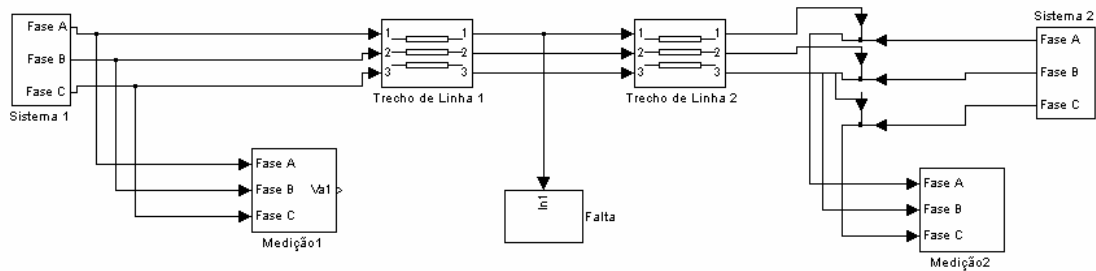 Fase A
Fase B
Fase C
Sistema 1
1 1
2 2
3 3
Trecho de Linha 1
1 1
2 2
3 3
Trecho de Linha 2
Sistema 2
Fase A
Fase B
Fase C
Fase A
Fase B
Fase C
Va1
Medição1
In1
Falta
Fase A
Fase B
Fase C
Medição2